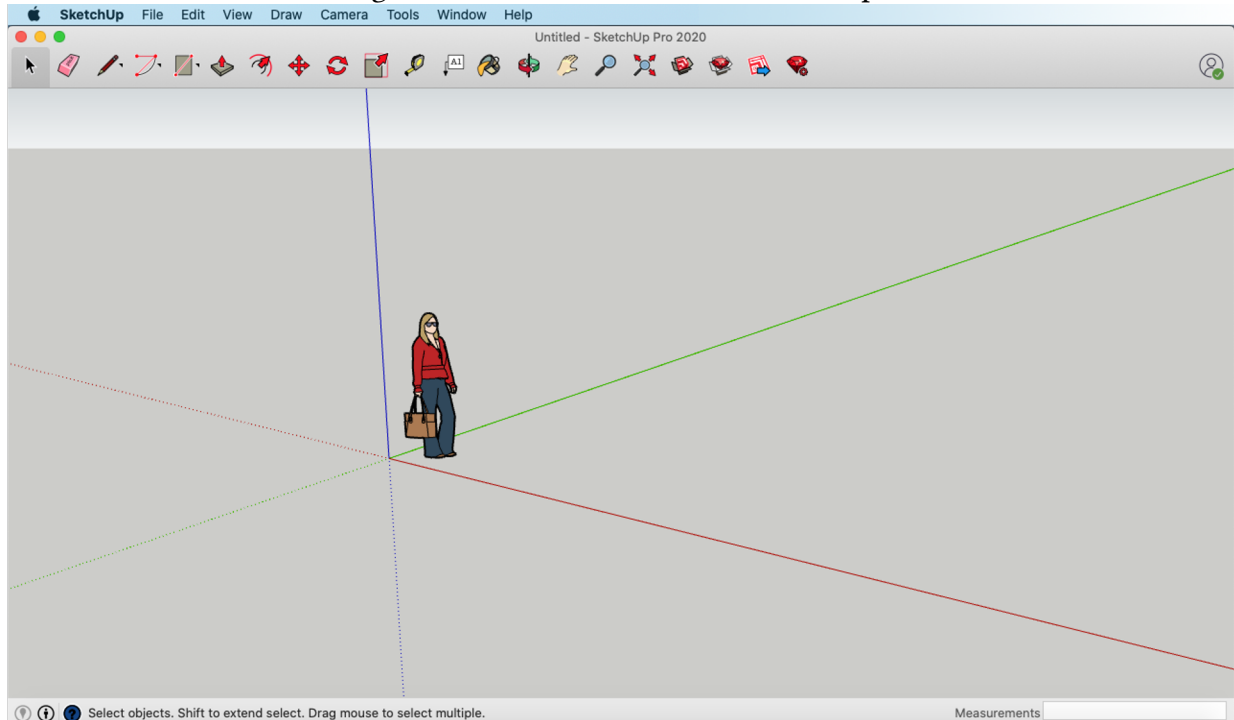 SketchUp File Edit View Draw Camera Tools Window Help
Untitled - SketchUp Pro 2020
A1
Select objects. Shift to extend select. Drag mouse to select multiple.
Measurements